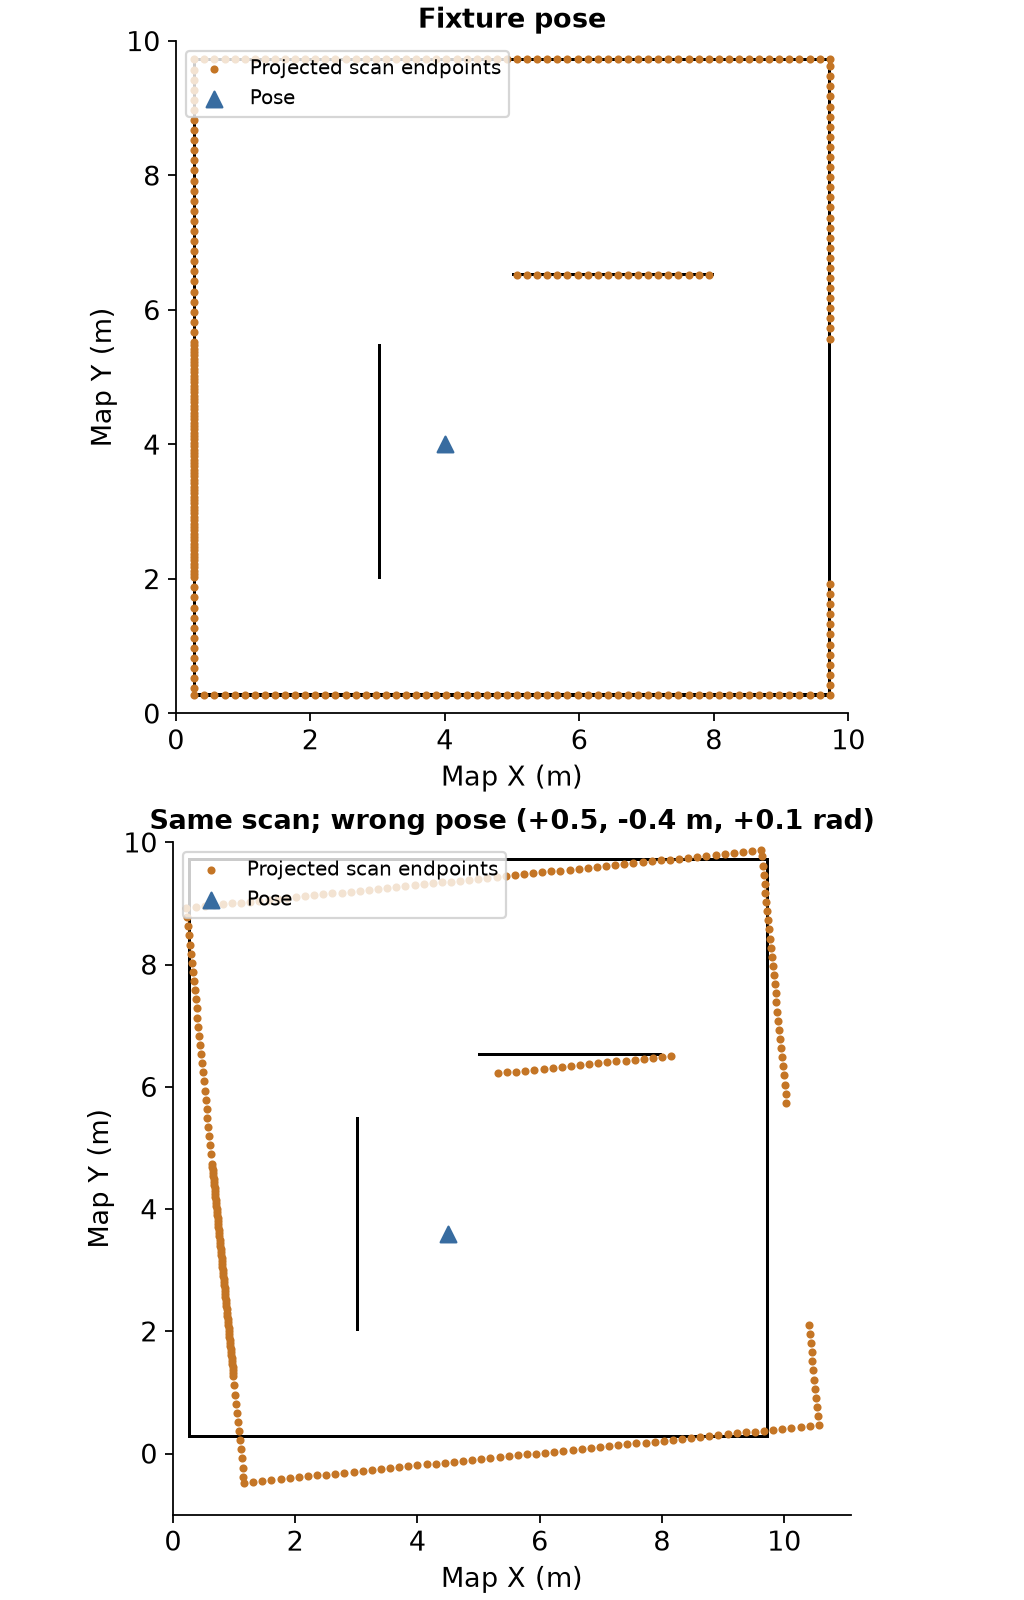 Fixture pose
Projected scan endpoints
Pose
10
8
6
4
2
0
Map Y (m)
0 2 4 6 8 10
Map X (m)
Same scan; wrong pose (+0.5, -0.4 m, +0.1 rad)
Projected scan endpoints
Pose
10
8
6
4
2
0
Map Y (m)
0 2 4 6 8 10
Map X (m)